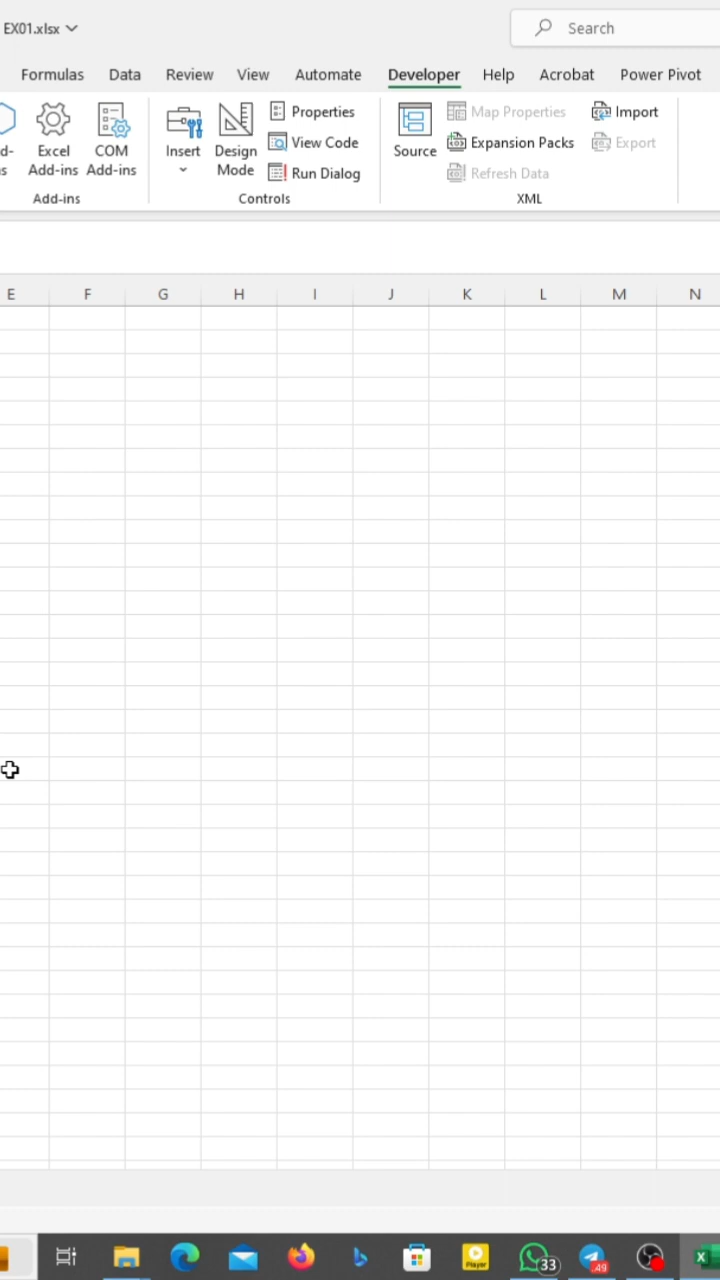 EX01.xlsx
Search
Formulas Data Review View Automate Developer Help Acrobat Power Pivot
Excel Add-ins
COM Add-ins
Add-ins
Insert
Design Mode
Properties
View Code
Run Dialog
Controls
Source
Map Properties
Expansion Packs
Refresh Data
Import
Export
XML
E F G H I J K L M N
Player
33
.49
X